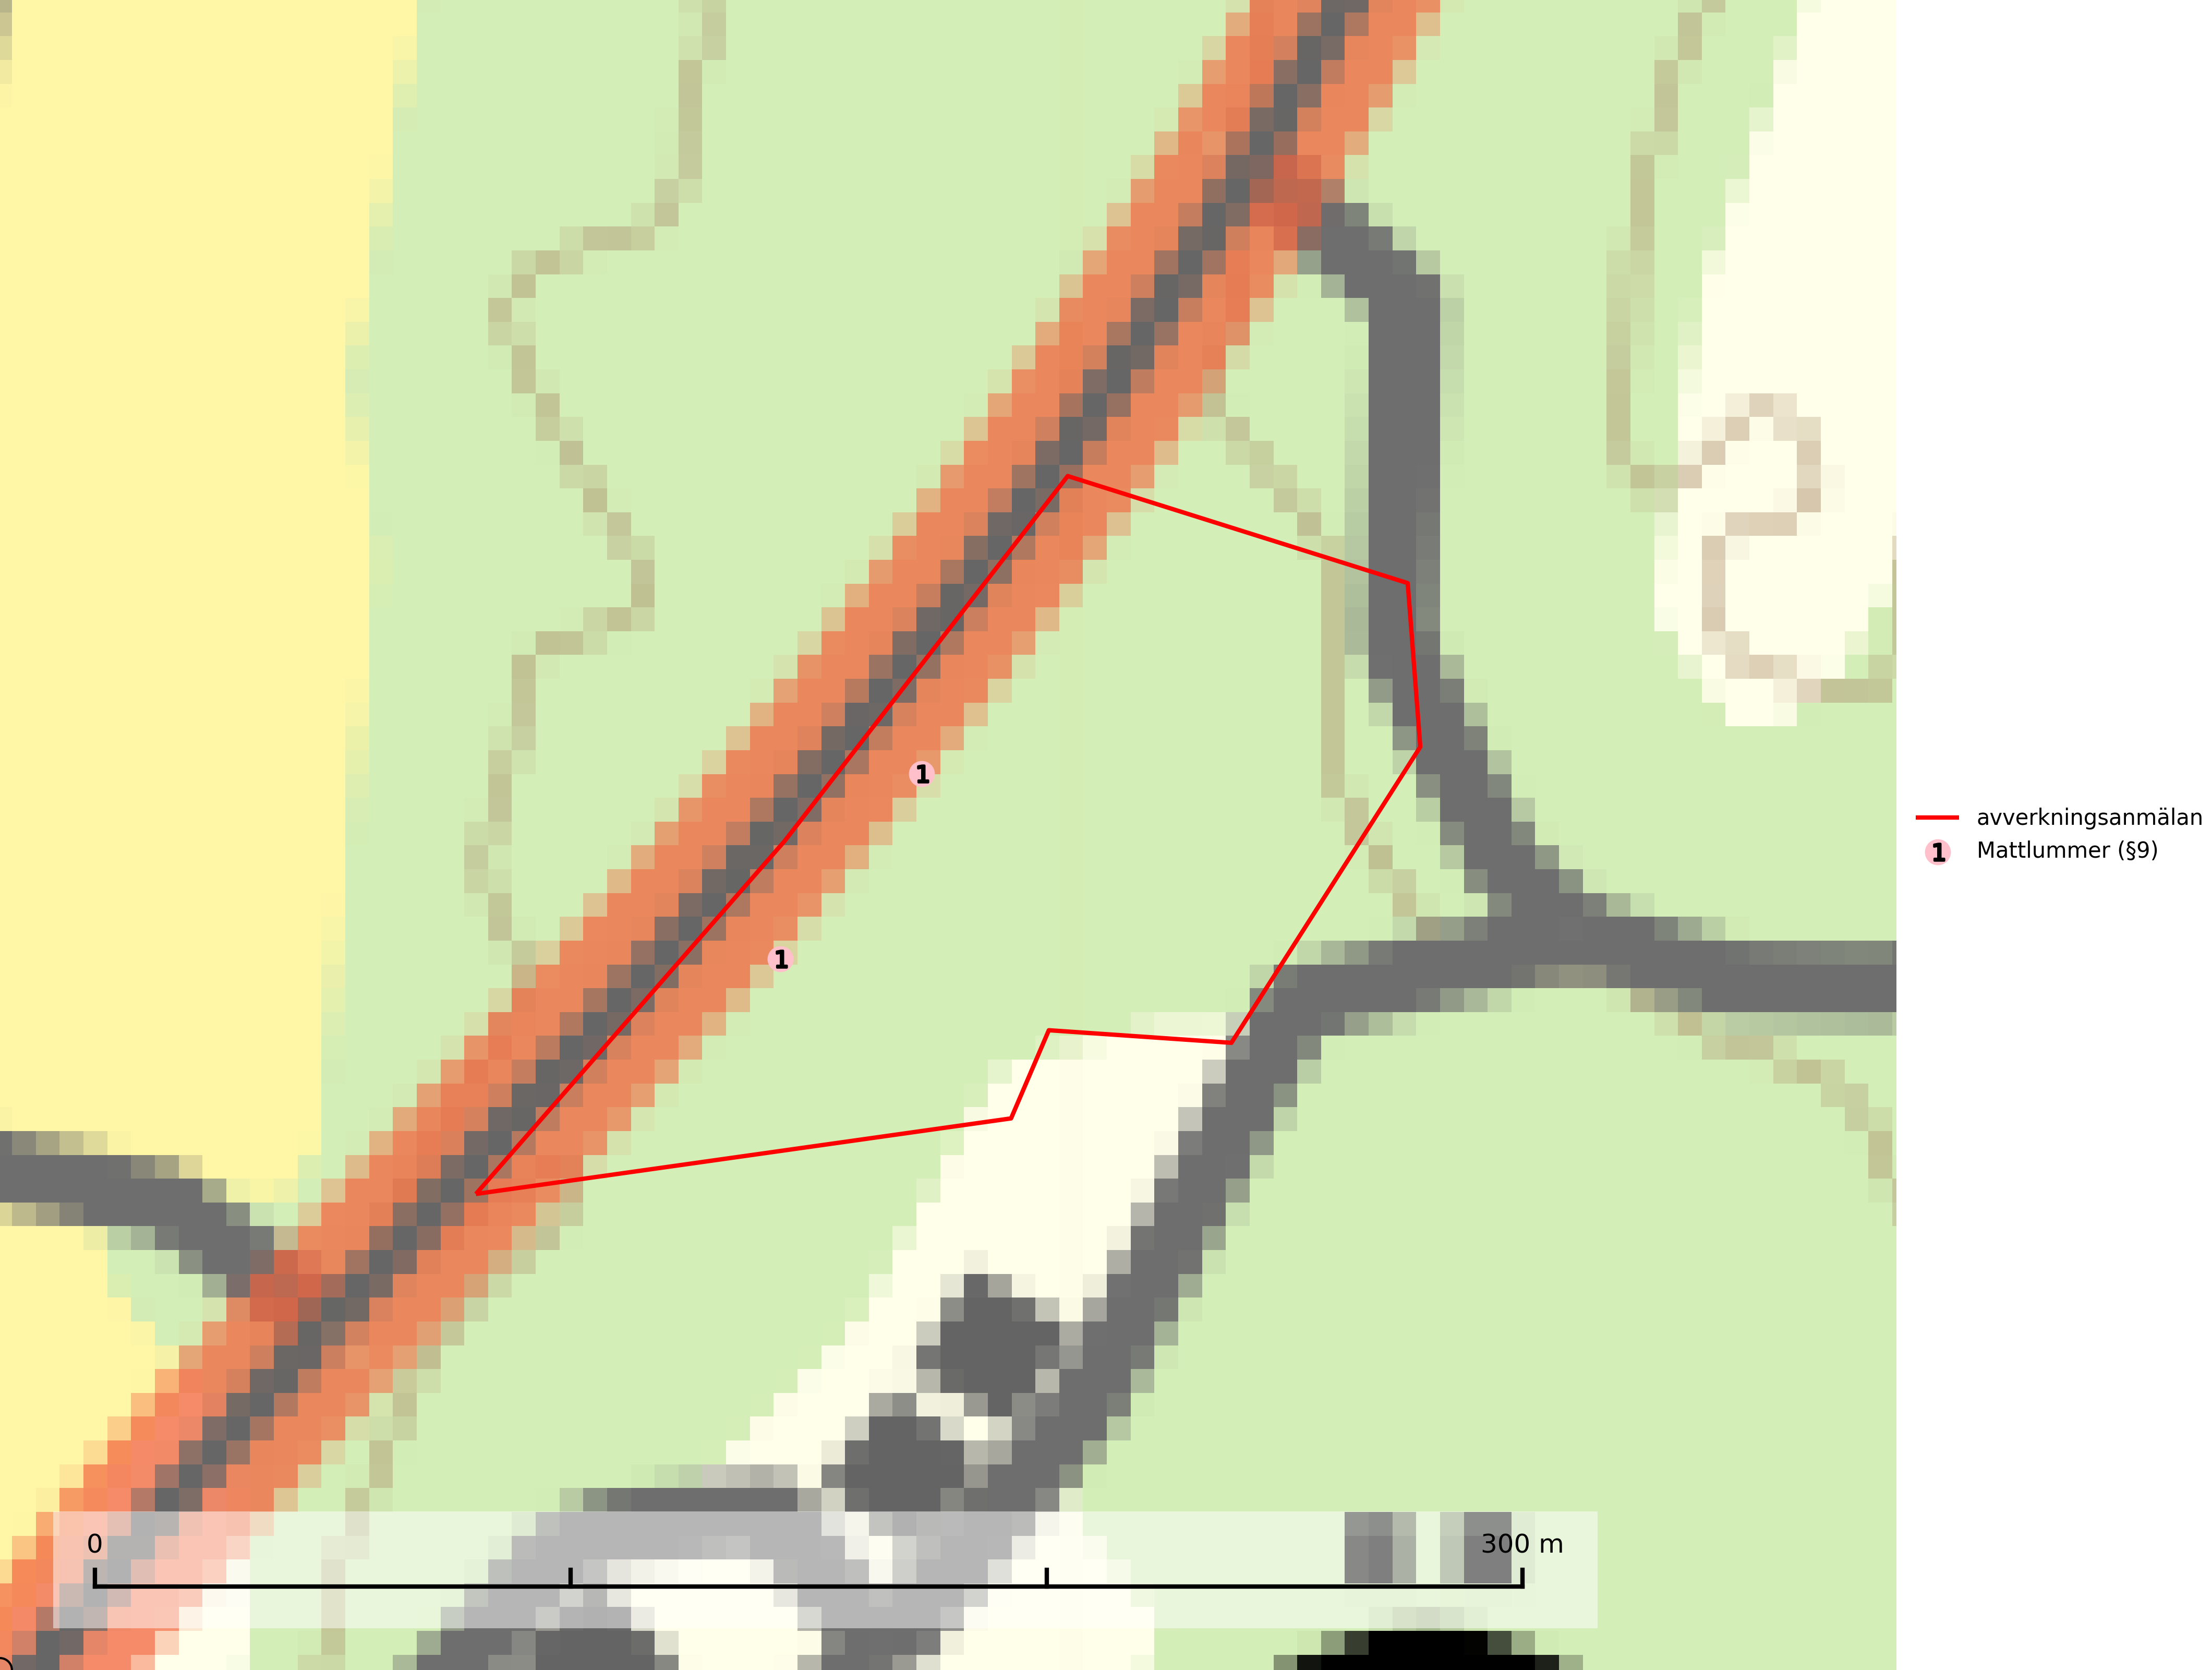 1
1
avverkningsanmälan
1 Mattlummer (§9)
0 300 m